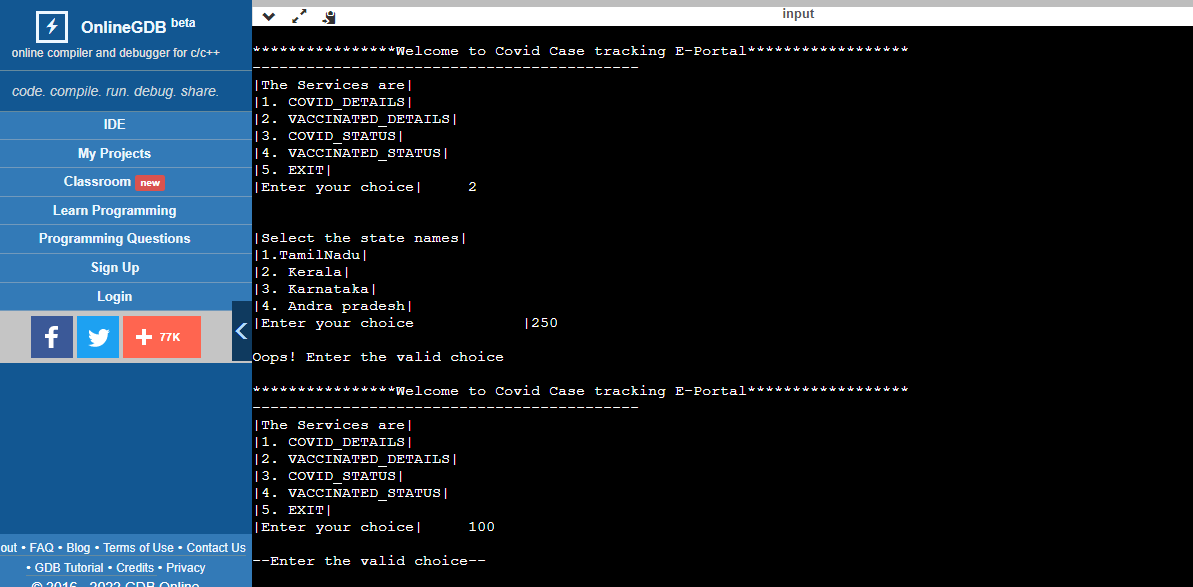 OnlineGDB beta
online compiler and debugger for c/c++
code. compile. run. debug. share.
IDE
My Projects
Classroom new
Learn Programming
Programming Questions
Sign Up
Login
77K
out • FAQ • Blog • Terms of Use • Contact Us
• GDB Tutorial • Credits • Privacy
© 2016 - 2022 GDB Online
input
****************Welcome to Covid Case tracking E-Portal******************
-------------------------------------------
|The Services are|
|1. COVID_DETAILS|
|2. VACCINATED_DETAILS|
|3. COVID_STATUS|
|4. VACCINATED_STATUS|
|5. EXIT|
|Enter your choice|     2
|Select the state names|
|1.TamilNadu|
|2. Kerala|
|3. Karnataka|
|4. Andra pradesh|
|Enter your choice            |250
Oops! Enter the valid choice
****************Welcome to Covid Case tracking E-Portal******************
-------------------------------------------
|The Services are|
|1. COVID_DETAILS|
|2. VACCINATED_DETAILS|
|3. COVID_STATUS|
|4. VACCINATED_STATUS|
|5. EXIT|
|Enter your choice|     100
--Enter the valid choice--